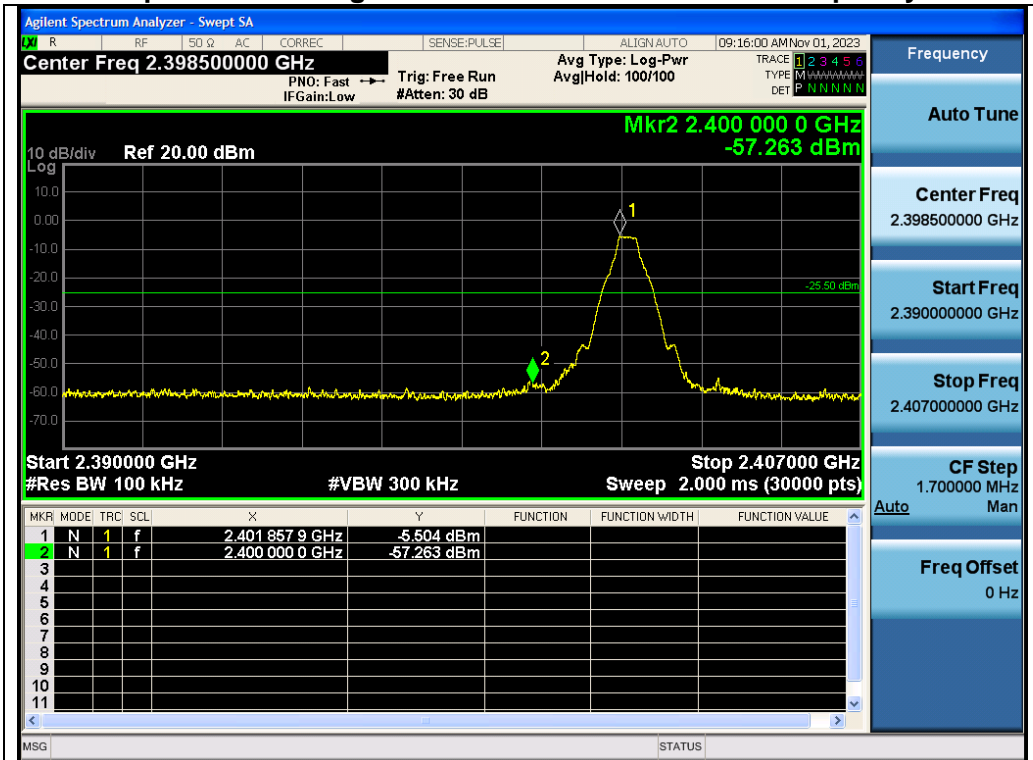 Agilent Spectrum Analyzer - Swept SA
LXI R RF 50 Ω AC CORREC SENSE:PULSE ALIGN AUTO 09:16:00 AM Nov 01, 2023
Center Freq 2.398500000 GHz
PNO: Fast
IFGain:Low
Trig: Free Run
#Atten: 30 dB
Avg Type: Log-Pwr
Avg|Hold: 100/100
TRACE 1 2 3 4 5 6
TYPE M
DET P N N N N N
Mkr2 2.400 000 0 GHz
-57.263 dBm
10 dB/div Ref 20.00 dBm
Log
10.0
0.00
-10.0
-20.0
-30.0
-40.0
-50.0
-60.0
-70.0
1
2
-25.50 dBm
Start 2.390000 GHz Stop 2.407000 GHz
#Res BW 100 kHz #VBW 300 kHz Sweep 2.000 ms (30000 pts)
MKR MODE TRC SCL X Y FUNCTION FUNCTION WIDTH FUNCTION VALUE
1 N 1 f 2.401 857 9 GHz -5.504 dBm
2 N 1 f 2.400 000 0 GHz -57.263 dBm
3
4
5
6
7
8
9
10
11
MSG STATUS
Frequency
Auto Tune
Center Freq
2.398500000 GHz
Start Freq
2.390000000 GHz
Stop Freq
2.407000000 GHz
CF Step
1.700000 MHz
Auto Man
Freq Offset
0 Hz